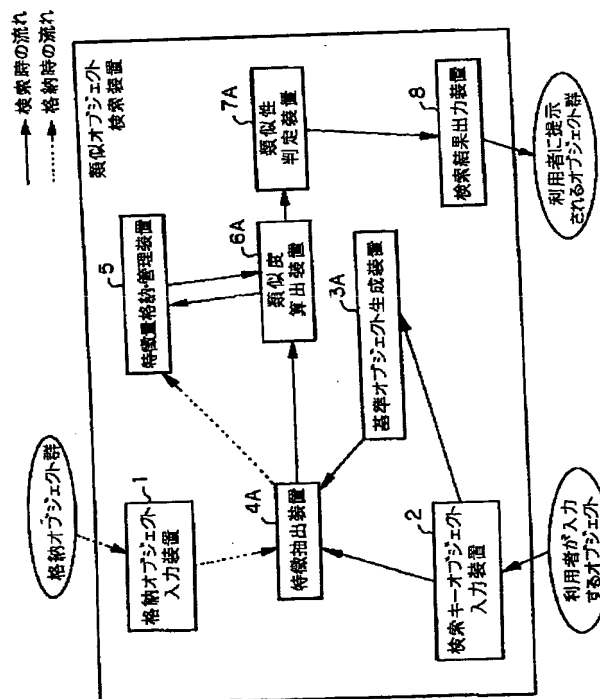 検索時の流れ
格納時の流れ
類似オブジェクト
検索装置
格納オブジェクト群
1
格納オブジェクト
入力装置
5
特徴量格納・管理装置
4A
特徴抽出装置
6A
類似度
算出装置
7A
類似性
判定装置
3A
基準オブジェクト生成装置
2
検索キーオブジェクト
入力装置
8
検索結果出力装置
利用者が入力
するオブジェクト
利用者に提示
されるオブジェクト群